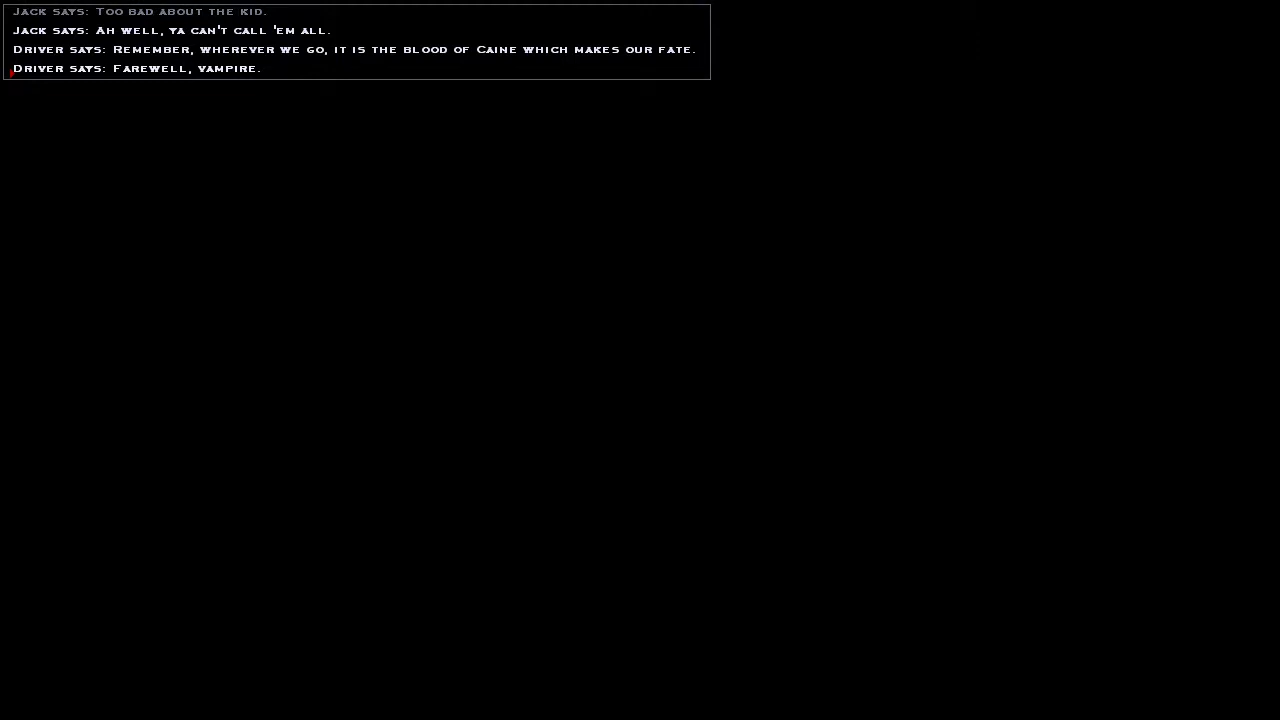 Jack says: Too bad about the kid.
Jack says: Ah well, ya can't call 'em all.
Driver says: Remember, wherever we go, it is the blood of Caine which makes our fate.
Driver says: Farewell, vampire.